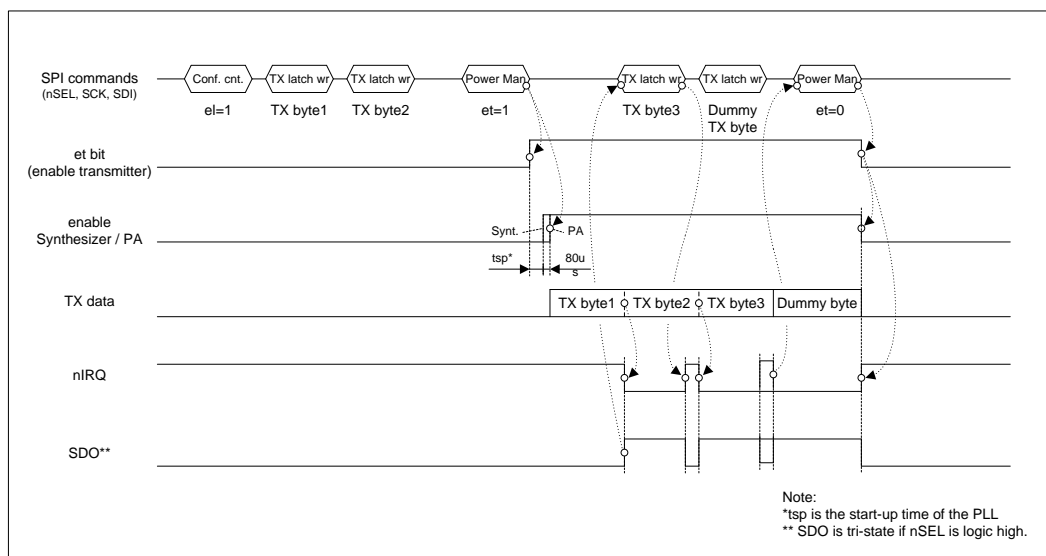 SPI commands
(nSEL, SCK, SDI)
Conf. cnt.
TX latch wr
TX latch wr
Power Man
TX latch wr
TX latch wr
Power Man
el=1
TX byte1
TX byte2
et=1
TX byte3
Dummy
TX byte
et=0
et bit
(enable transmitter)
enable
Synthesizer / PA
Synt.
PA
tsp*
80u
s
TX data
TX byte1
TX byte2
TX byte3
Dummy byte
nIRQ
SDO**
Note:
*tsp is the start-up time of the PLL
** SDO is tri-state if nSEL is logic high.